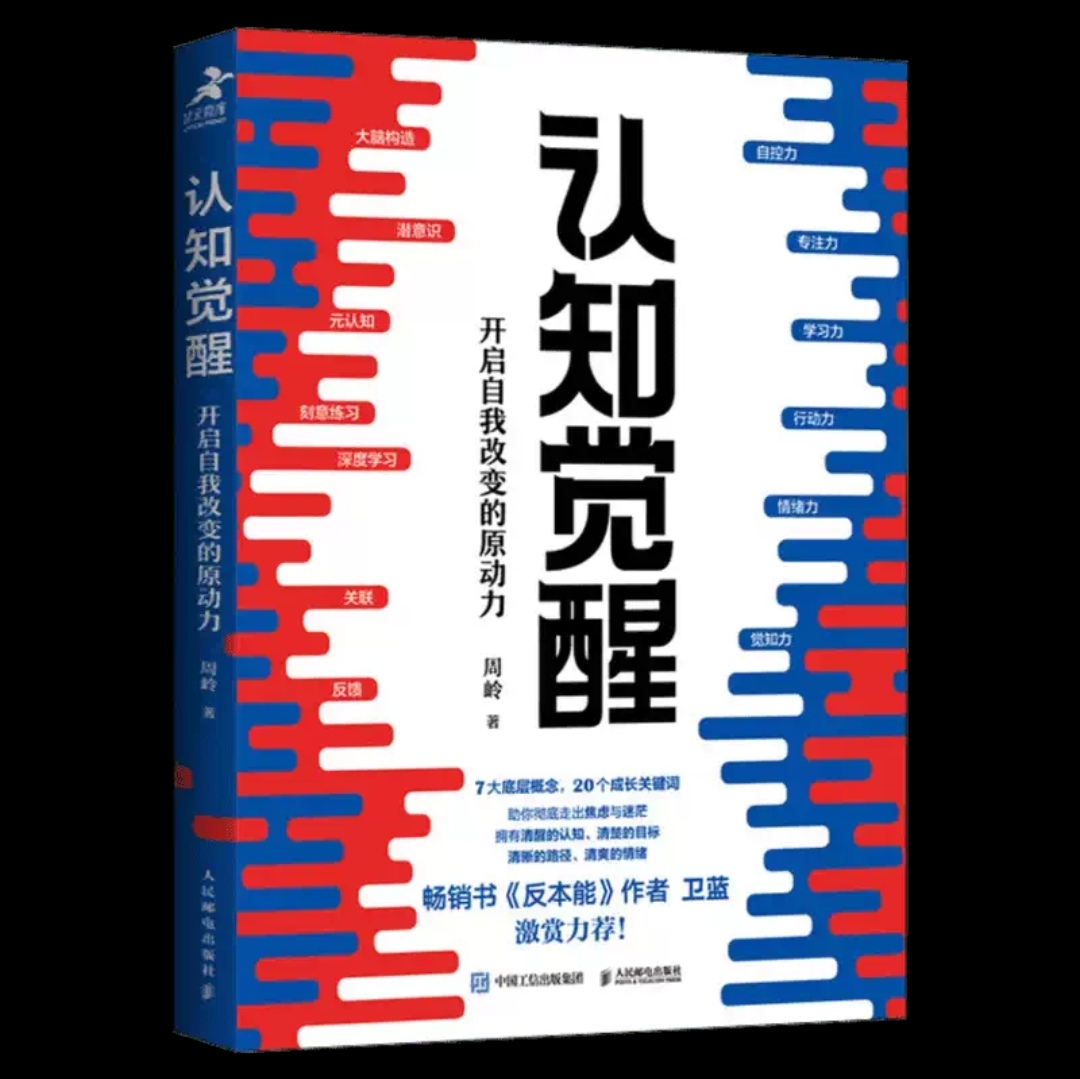 认知觉醒
开启自我改变的原动力
周岭 著
人民邮电出版社
大脑构造
潜意识
元认知
刻意练习
深度学习
关联
反馈
认知觉醒
开启自我改变的原动力
周岭 著
自控力
专注力
学习力
行动力
情绪力
觉知力
7大底层概念，20个成长关键词
助你彻底走出焦虑与迷茫
拥有清醒的认知、清楚的目标
清晰的路径、清爽的情绪
畅销书《反本能》作者 卫蓝
激赏力荐！
中国工信出版集团
人民邮电出版社
POSTS & TELECOM PRESS